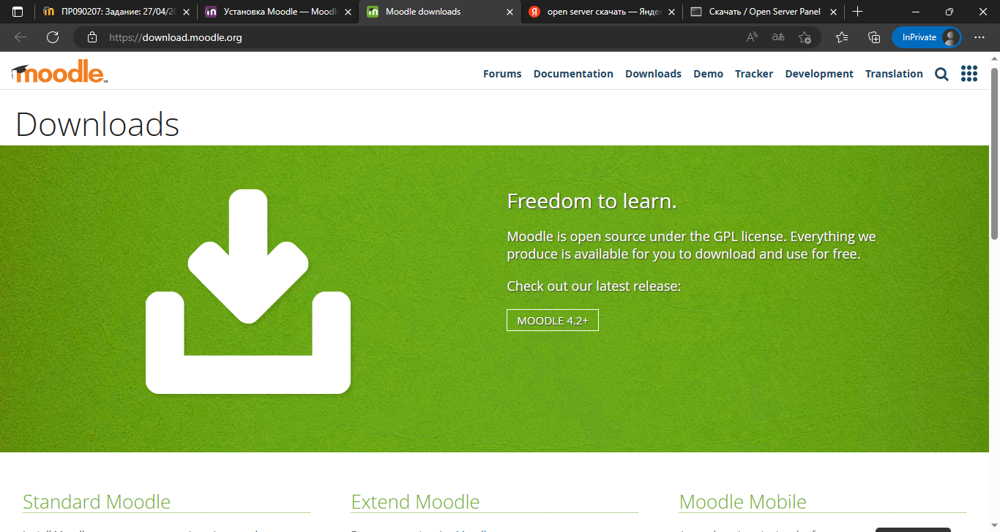 ПР090207: Задание: 27/04/20
Установка Moodle — Moodl
Moodle downloads
open server скачать — Янде
Скачать / Open Server Panel
https://download.moodle.org
InPrivate
moodle
Forums
Documentation
Downloads
Demo
Tracker
Development
Translation
Downloads
Freedom to learn.
Moodle is open source under the GPL license. Everything we
produce is available for you to download and use for free.
Check out our latest release:
MOODLE 4.2+
Standard Moodle
Extend Moodle
Moodle Mobile